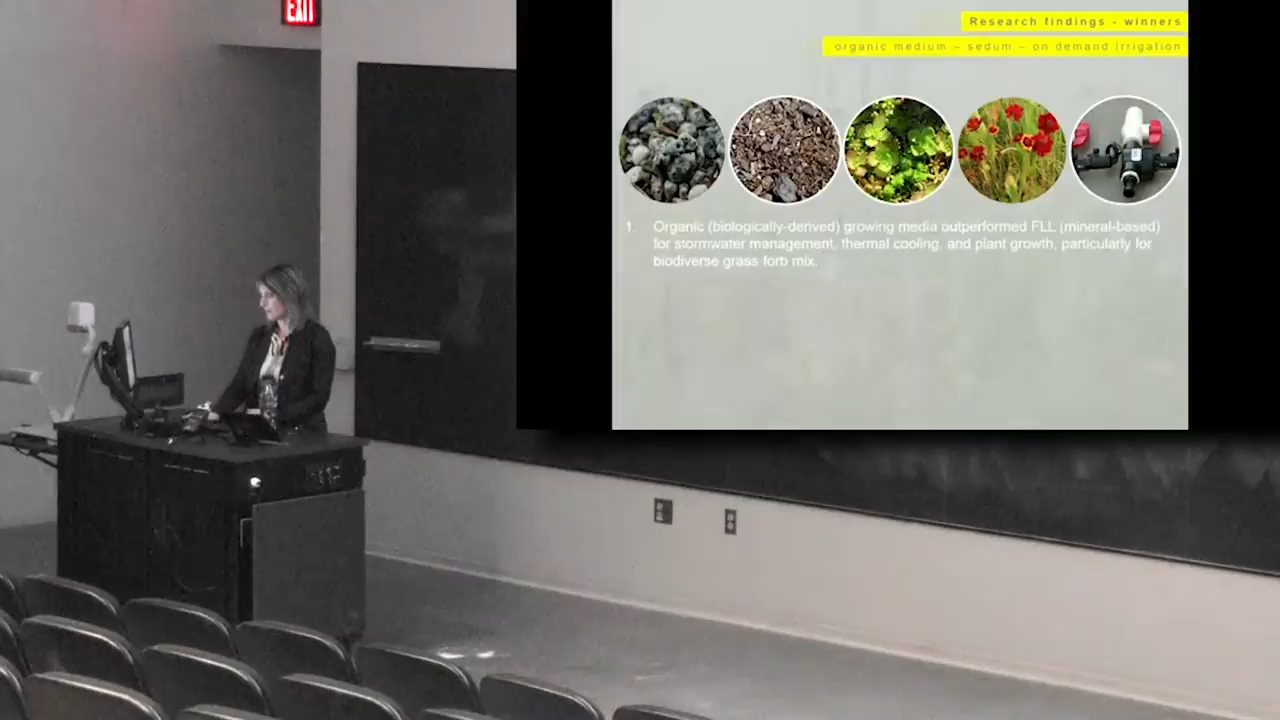 EXIT
Research findings - winners
organic medium – sedum – on demand irrigation
1. Organic (biologically-derived) growing media outperformed FLL (mineral-based)
for stormwater management, thermal cooling, and plant growth, particularly for
biodiverse grass forb mix.